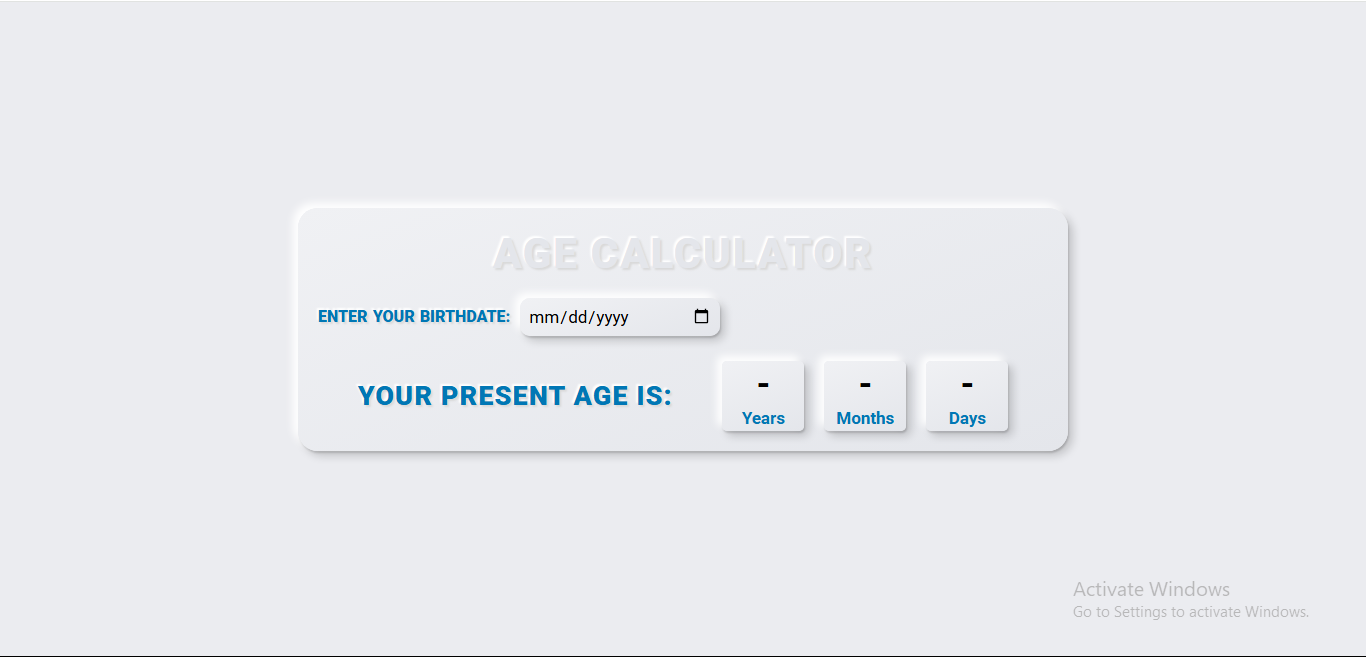 AGE CALCULATOR
ENTER YOUR BIRTHDATE: mm/dd/yyyy
YOUR PRESENT AGE IS:
- - -
Years Months Days
Activate Windows
Go to Settings to activate Windows.